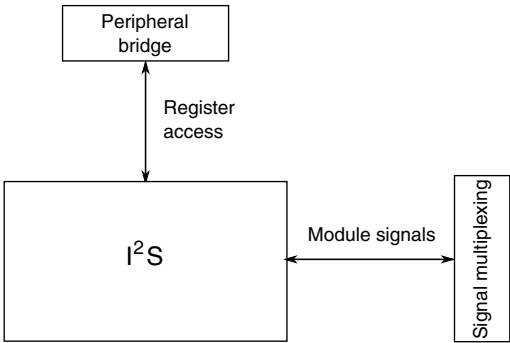 Peripheral
bridge
Register
access
I²S
Module signals
Signal multiplexing